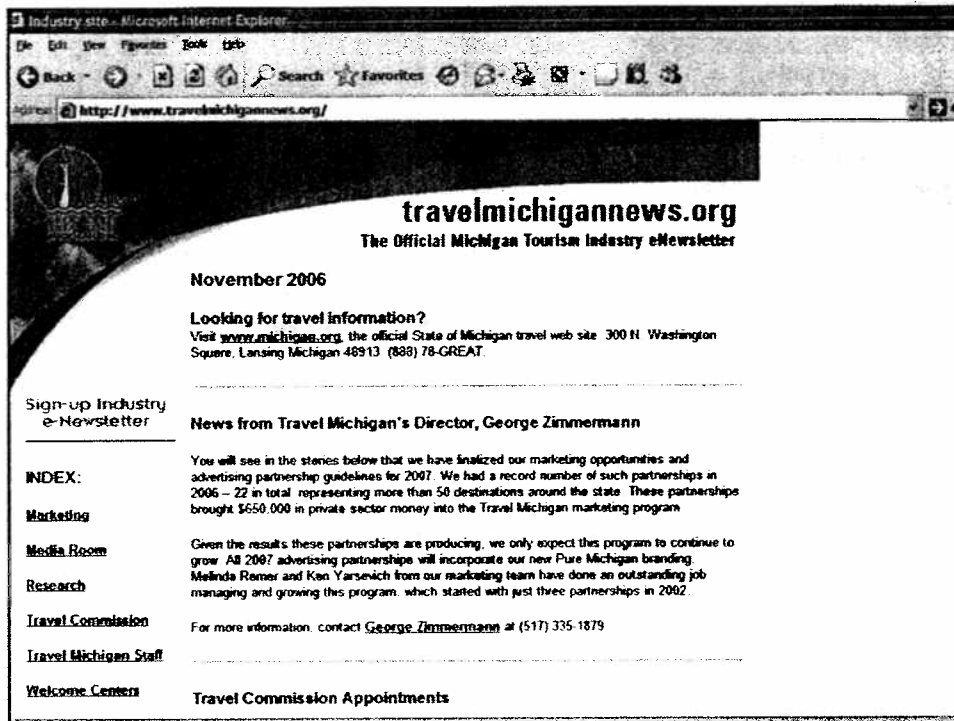 Industry site - Microsoft Internet Explorer
File Edit View Favorites Tools Help
Back Search Favorites
Address http://www.travelmichigannews.org/
travelmichigannews.org
The Official Michigan Tourism Industry eNewsletter
November 2006
Looking for travel information?
Visit www.michigan.org, the official State of Michigan travel web site. 300 N. Washington
Square, Lansing Michigan 48913. (888) 78-GREAT.
Sign-up Industry
e-Newsletter
INDEX:
Marketing
Media Room
Research
Travel Commission
Travel Michigan Staff
Welcome Centers
News from Travel Michigan's Director, George Zimmermann
You will see in the stories below that we have finalized our marketing opportunities and
advertising partnership guidelines for 2007. We had a record number of such partnerships in
2006 – 22 in total representing more than 50 destinations around the state. These partnerships
brought $650,000 in private sector money into the Travel Michigan marketing program
Given the results these partnerships are producing, we only expect this program to continue to
grow. All 2007 advertising partnerships will incorporate our new Pure Michigan branding.
Melinda Remer and Ken Yarsevich from our marketing team have done an outstanding job
managing and growing this program, which started with just three partnerships in 2002.
For more information, contact George Zimmermann at (517) 335-1879
Travel Commission Appointments